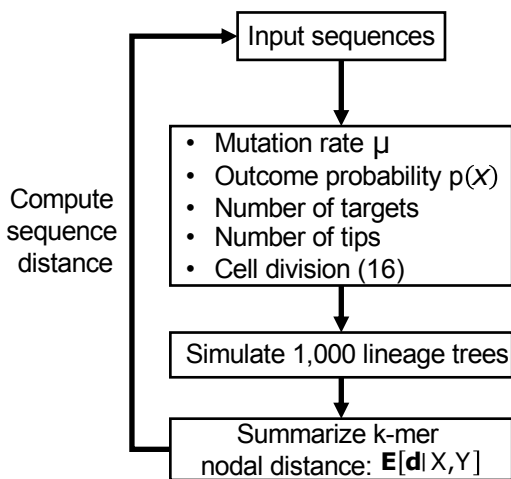 Input sequences
• Mutation rate μ
• Outcome probability p(x)
• Number of targets
• Number of tips
• Cell division (16)
Compute
sequence
distance
Simulate 1,000 lineage trees
Summarize k-mer
nodal distance: E[d|X,Y]